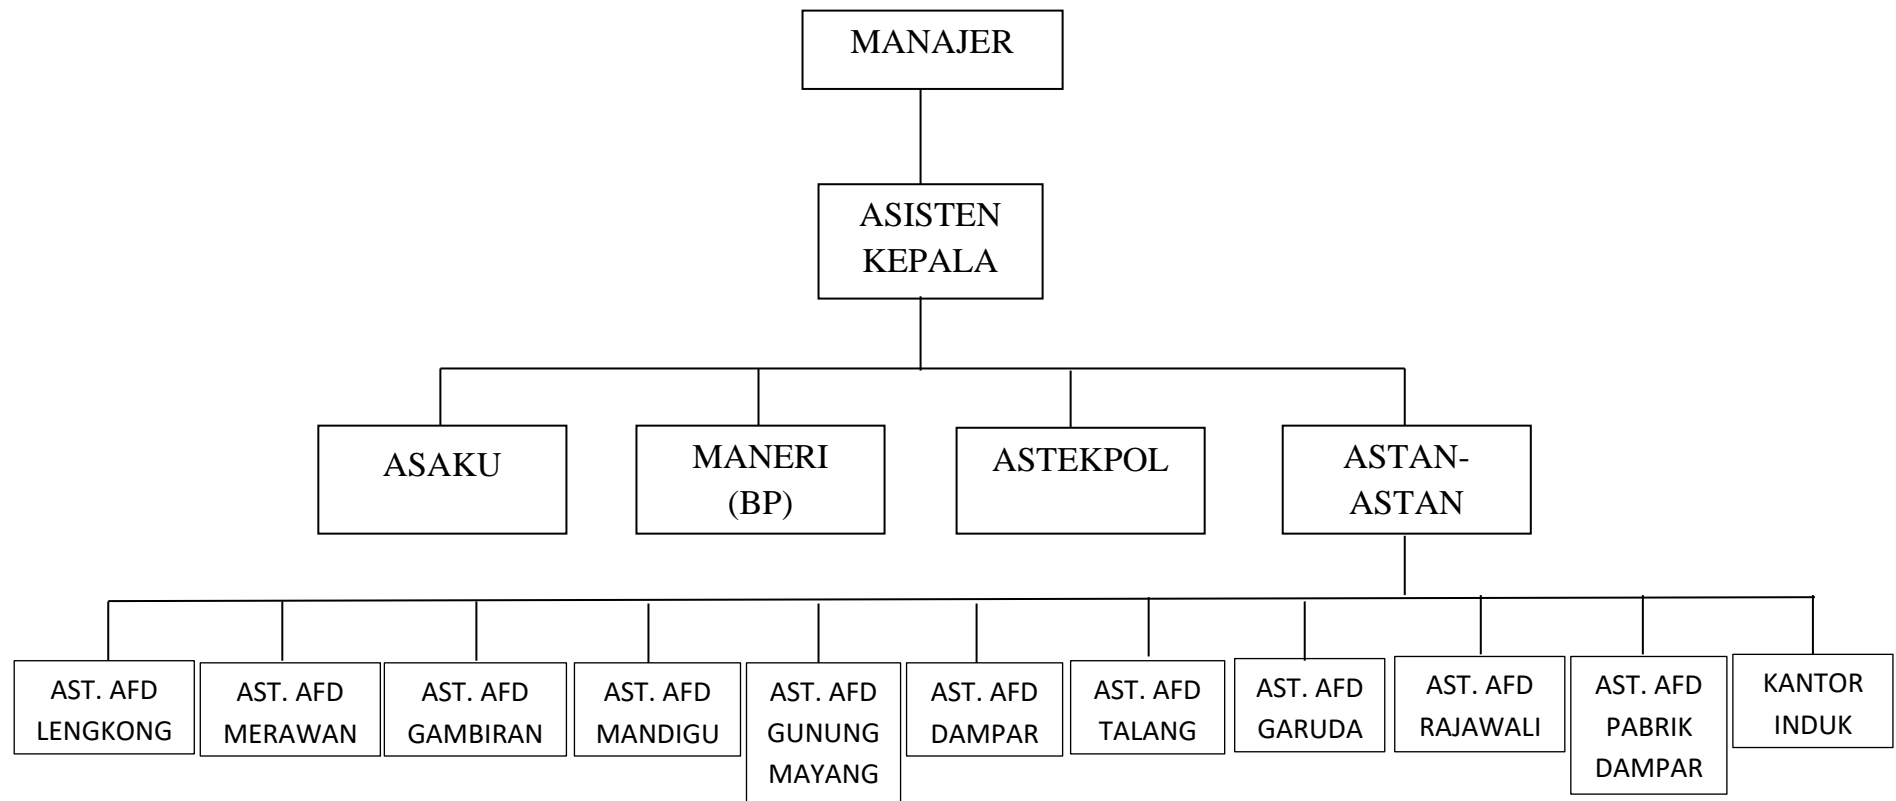 MANAJER
ASISTEN
KEPALA
ASAKU
MANERI
(BP)
ASTEKPOL
ASTAN-
ASTAN
AST. AFD
LENGKONG
AST. AFD
MERAWAN
AST. AFD
GAMBIRAN
AST. AFD
MANDIGU
AST. AFD
GUNUNG
MAYANG
AST. AFD
DAMPAR
AST. AFD
TALANG
AST. AFD
GARUDA
AST. AFD
RAJAWALI
AST. AFD
PABRIK
DAMPAR
KANTOR
INDUK